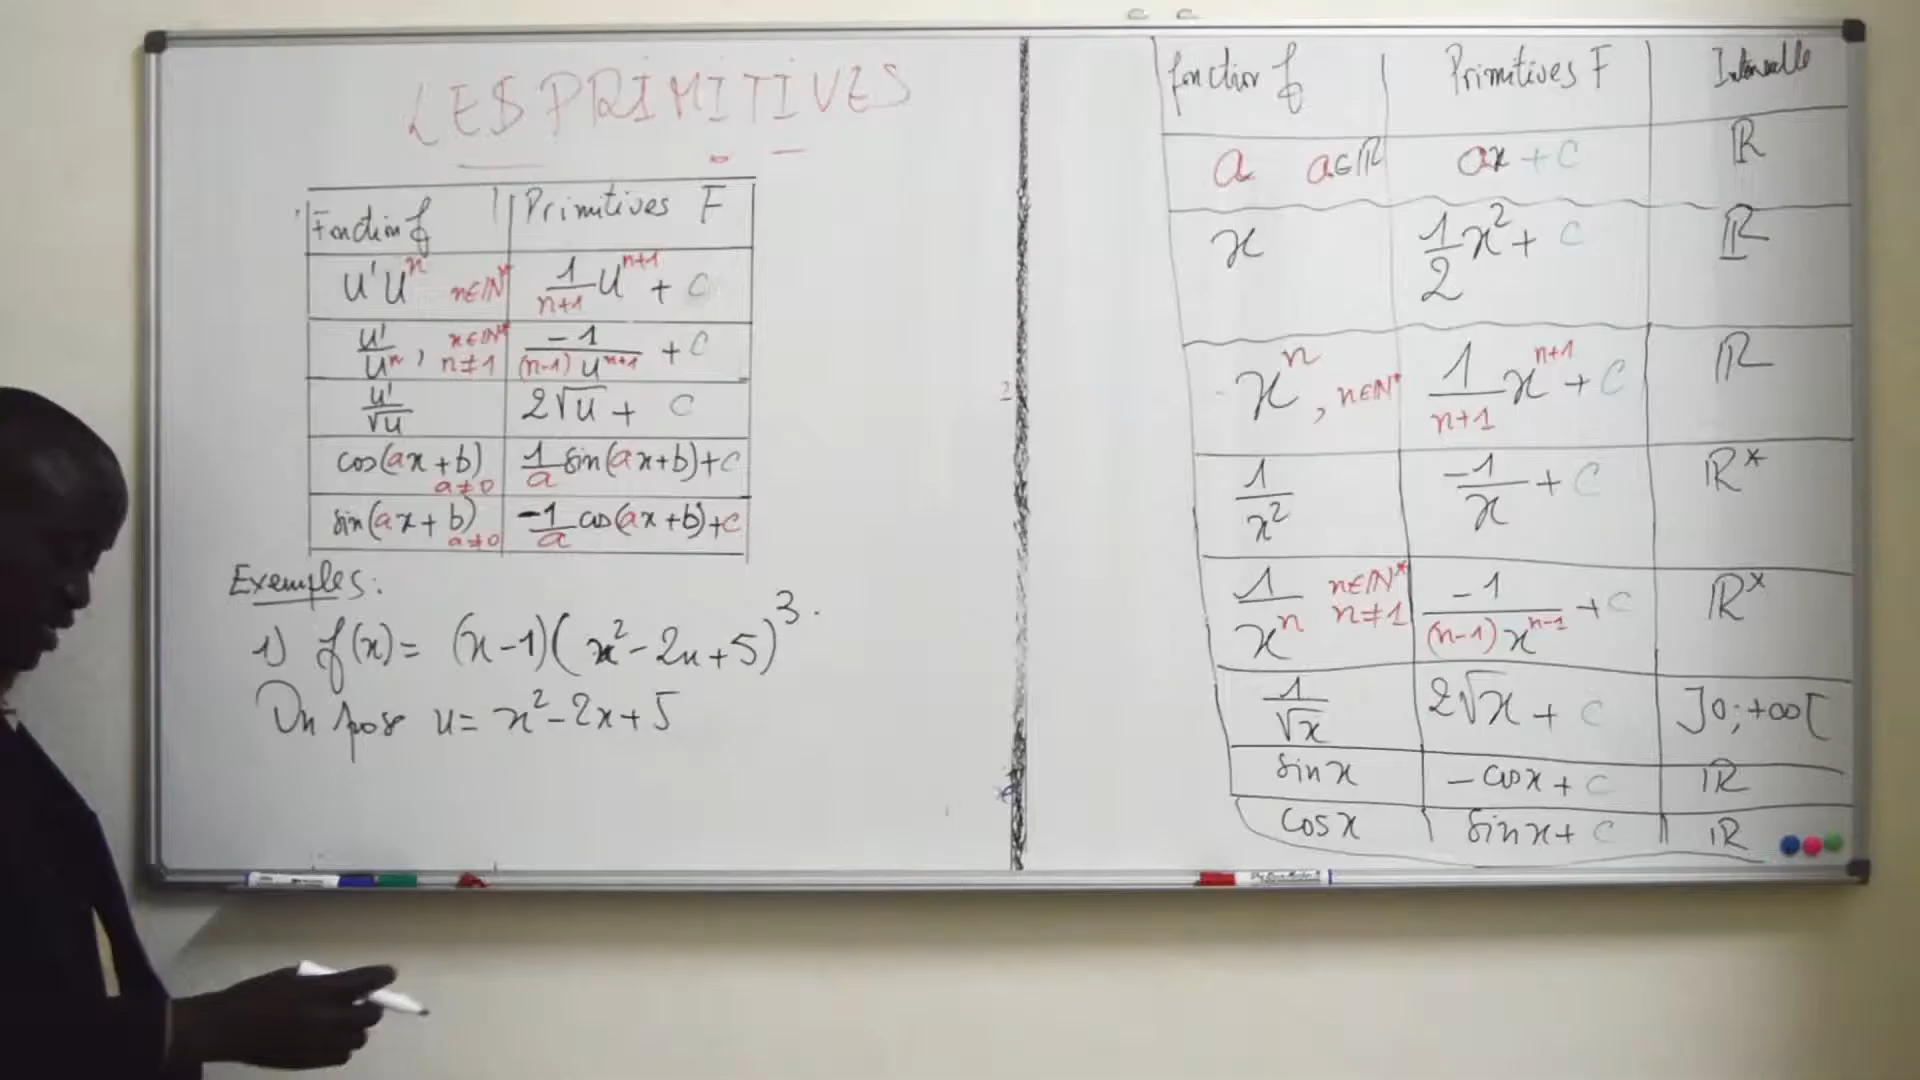 LES PRIMITIVES
Fonction f | Primitives F
u'uⁿ n∈ℕ* | 1/(n+1) uⁿ⁺¹ + C
u'/uⁿ, n∈ℕ* n≠1 | -1/((n-1) uⁿ⁺¹) + C
u'/√u | 2√u + C
cos(ax+b) a≠0 | 1/a sin(ax+b)+C
sin(ax+b) a≠0 | -1/a cos(ax+b)+C
Exemples:
1) f(x) = (x-1)(x²-2x+5)³.
On pose u = x²-2x+5
fonction f | Primitives F | Intervalle
a a∈ℝ | ax + C | ℝ
x | 1/2 x² + C | ℝ
xⁿ, n∈ℕ* | 1/(n+1) xⁿ⁺¹ + C | ℝ
1/x² | -1/x + C | ℝ*
1/xⁿ n∈ℕ* n≠1 | -1/((n-1) xⁿ⁻¹) + C | ℝ*
1/√x | 2√x + C | ]0;+∞[
sin x | -cos x + C | ℝ
cos x | sin x + C | ℝ